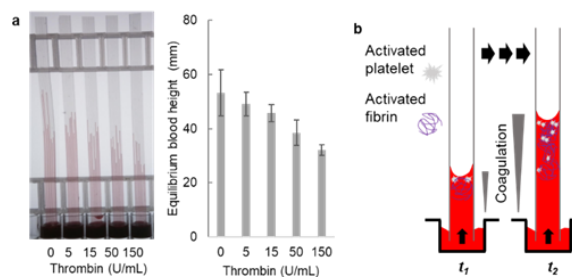 a
0 5 15 50 150
Thrombin (U/mL)
Equilibrium blood height (mm)
80
60
40
20
0
0 5 15 50 150
Thrombin (U/mL)
b
Activated
platelet
Activated
fibrin
Coagulation
t1
t2